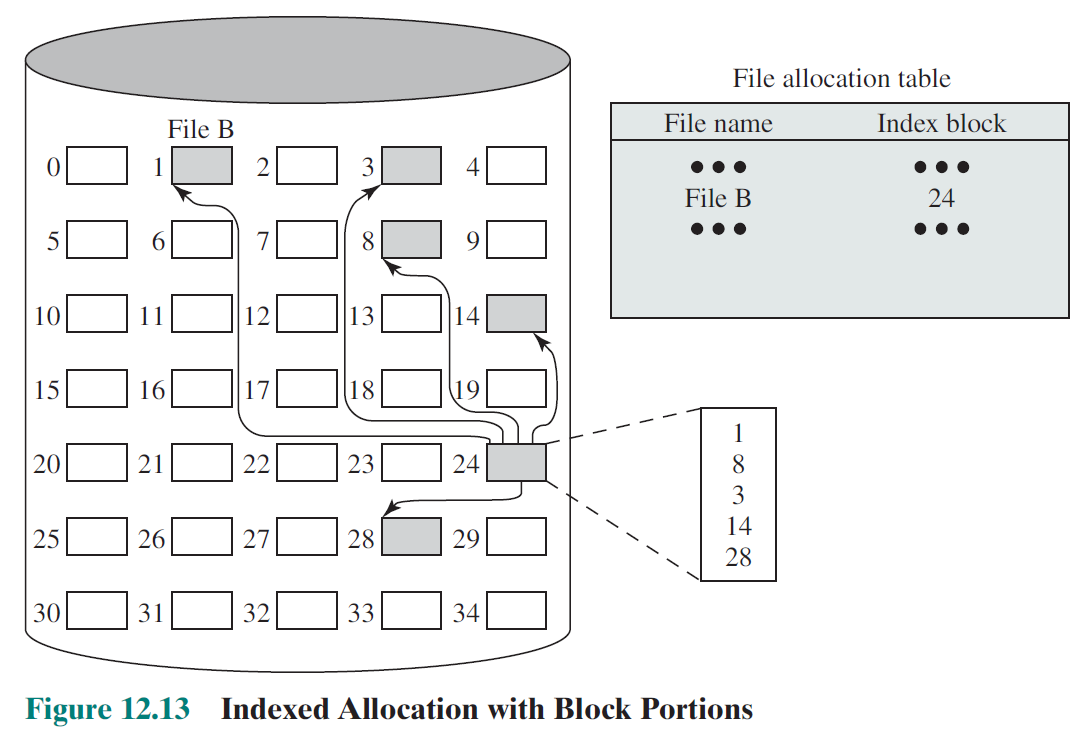 File allocation table
File name Index block
••• •••
File B 24
••• •••
File B
0 1 2 3 4
5 6 7 8 9
10 11 12 13 14
15 16 17 18 19
20 21 22 23 24
25 26 27 28 29
30 31 32 33 34
1
8
3
14
28
Figure 12.13 Indexed Allocation with Block Portions